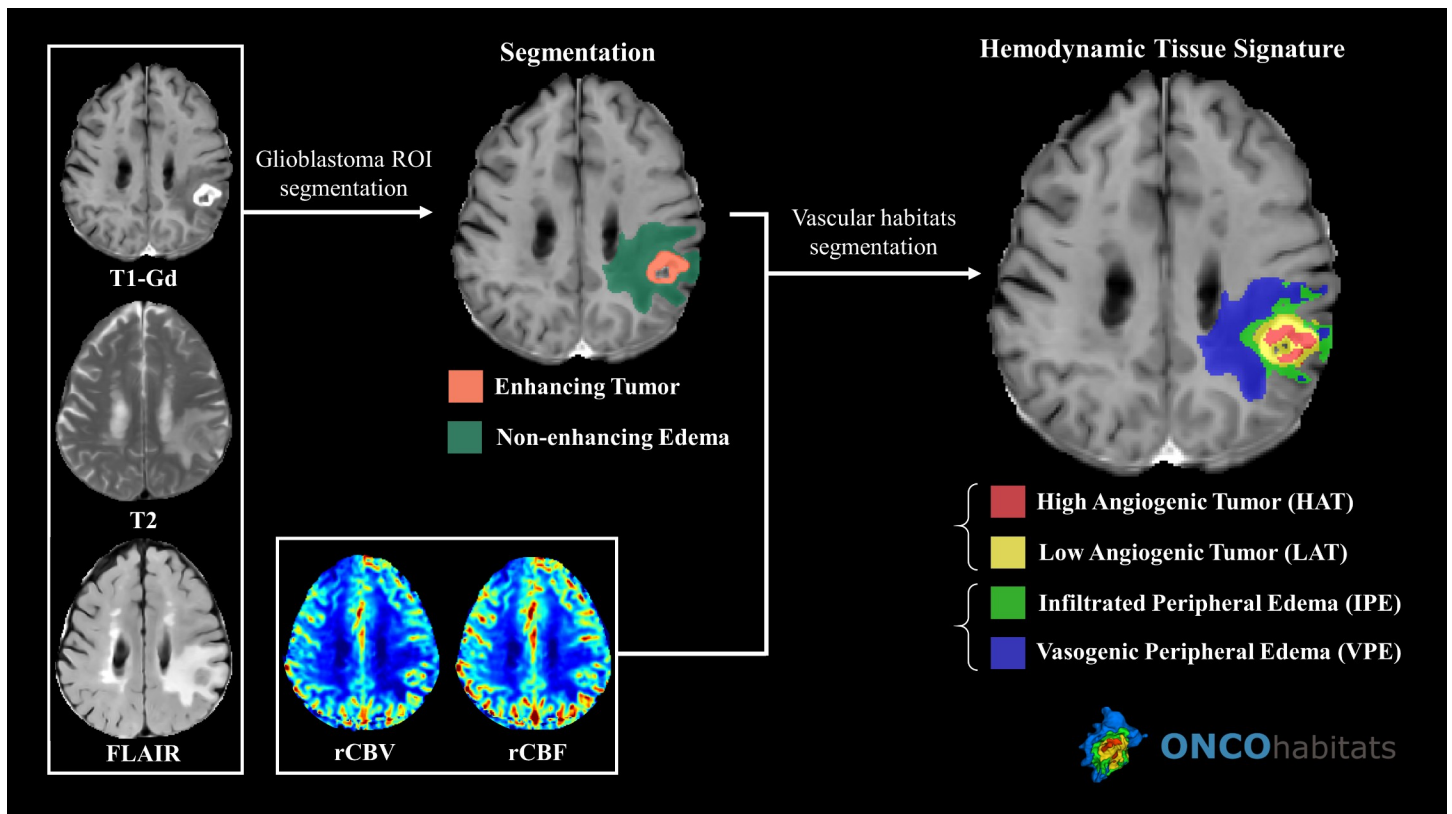 T1-Gd
T2
FLAIR
Glioblastoma ROI
segmentation
Segmentation
Enhancing Tumor
Non-enhancing Edema
rCBV
rCBF
Vascular habitats
segmentation
Hemodynamic Tissue Signature
High Angiogenic Tumor (HAT)
Low Angiogenic Tumor (LAT)
Infiltrated Peripheral Edema (IPE)
Vasogenic Peripheral Edema (VPE)
ONCOhabitats